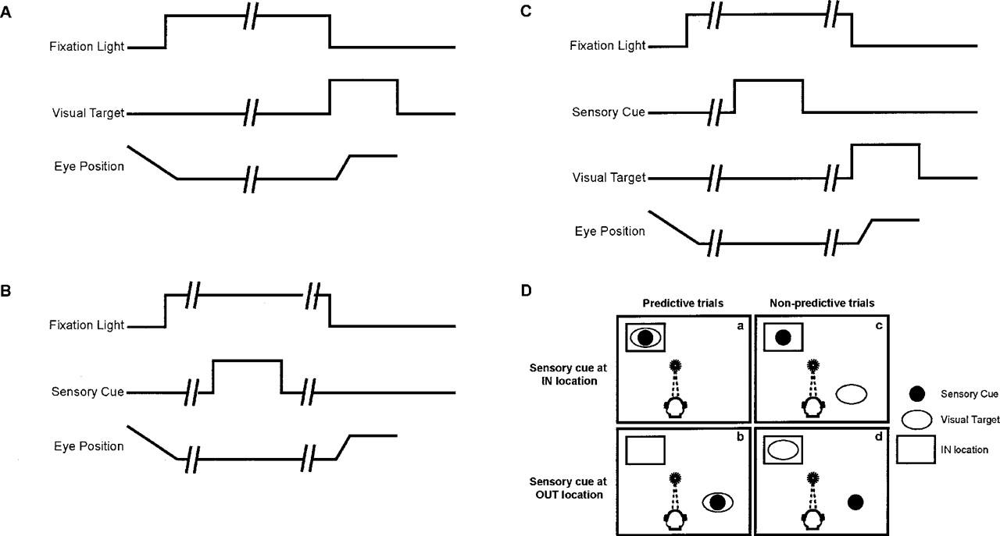 A
Fixation Light
Visual Target
Eye Position
B
Fixation Light
Sensory Cue
Eye Position
C
Fixation Light
Sensory Cue
Visual Target
Eye Position
D
Predictive trials
Non-predictive trials
Sensory cue at
IN location
a
c
Sensory cue at
OUT location
b
d
Sensory Cue
Visual Target
IN location